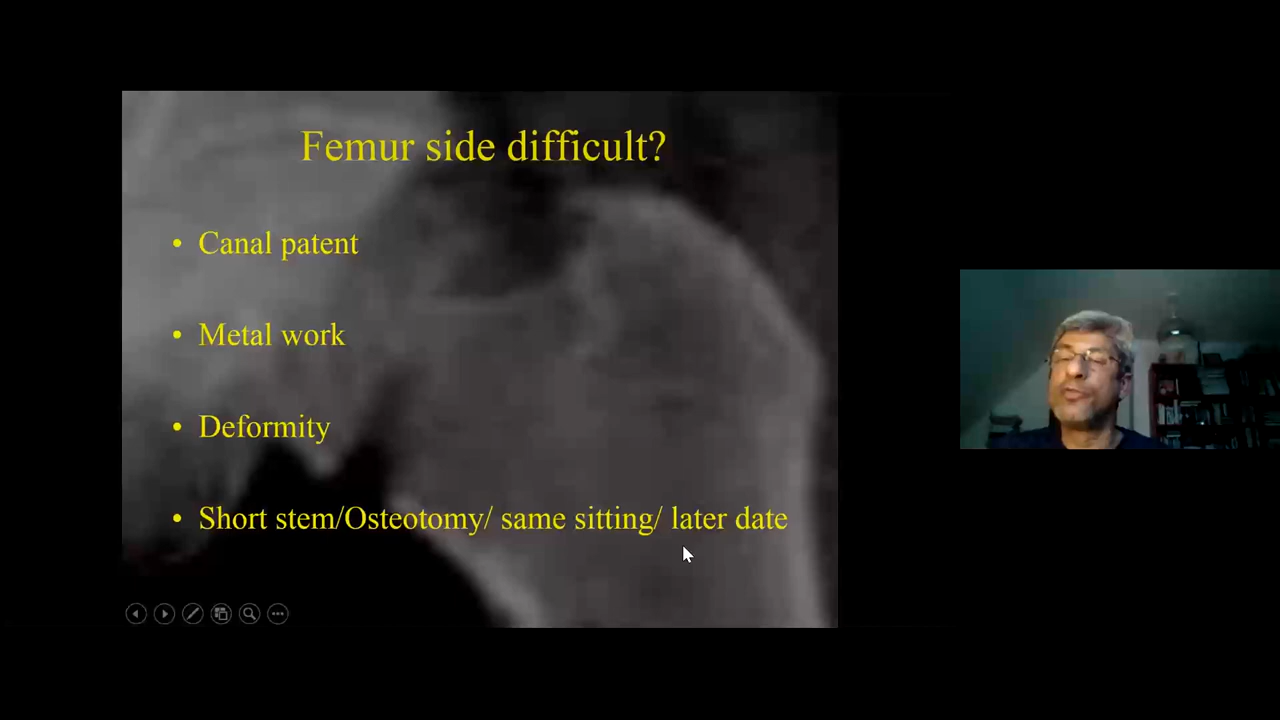 Femur side difficult?
• Canal patent
• Metal work
• Deformity
• Short stem/Osteotomy/ same sitting/ later date